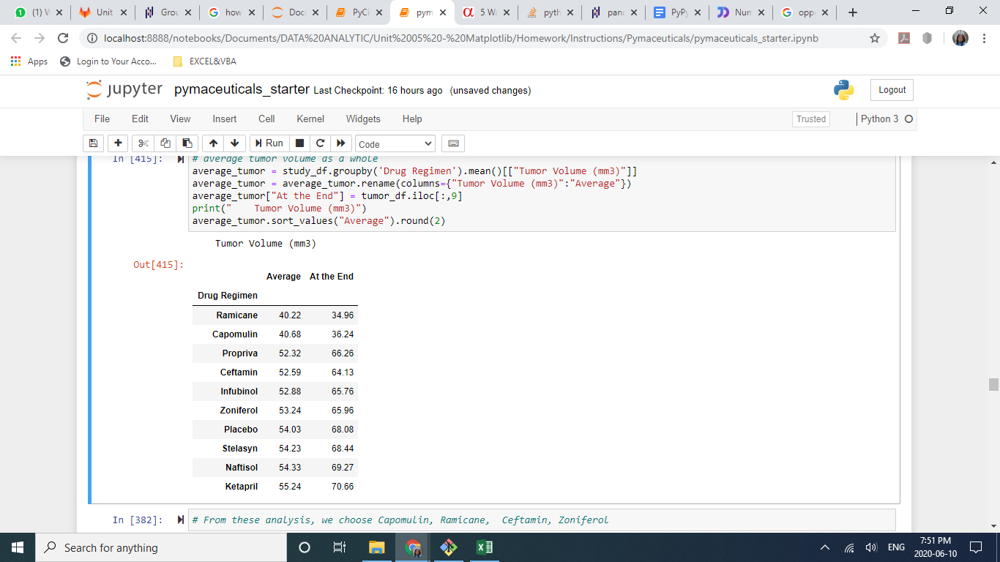 (1) W
Unit
Grou
how
Doc
PyCi
pym
5 Wa
pyth
pand
PyPy
Num
opp
localhost:8888/notebooks/Documents/DATA%20ANALYTIC/Unit%2005%20-%20Matplotlib/Homework/Instructions/Pymaceuticals/pymaceuticals_starter.ipynb
Apps Login to Your Acco... EXCEL&VBA
jupyter pymaceuticals_starter Last Checkpoint: 16 hours ago (unsaved changes) Logout
File Edit View Insert Cell Kernel Widgets Help Trusted Python 3
Run Code
In [415]: # average tumor volume as a whole
average_tumor = study_df.groupby('Drug Regimen').mean()[["Tumor Volume (mm3)"]]
average_tumor = average_tumor.rename(columns={"Tumor Volume (mm3)":"Average"})
average_tumor["At the End"] = tumor_df.iloc[:,9]
print("    Tumor Volume (mm3)")
average_tumor.sort_values("Average").round(2)
Tumor Volume (mm3)
Out[415]:
Average At the End
Drug Regimen
Ramicane 40.22 34.96
Capomulin 40.68 36.24
Propriva 52.32 66.26
Ceftamin 52.59 64.13
Infubinol 52.88 65.76
Zoniferol 53.24 65.96
Placebo 54.03 68.08
Stelasyn 54.23 68.44
Naftisol 54.33 69.27
Ketapril 55.24 70.66
In [382]: # From these analysis, we choose Capomulin, Ramicane,  Ceftamin, Zoniferol
Search for anything
ENG
7:51 PM
2020-06-10